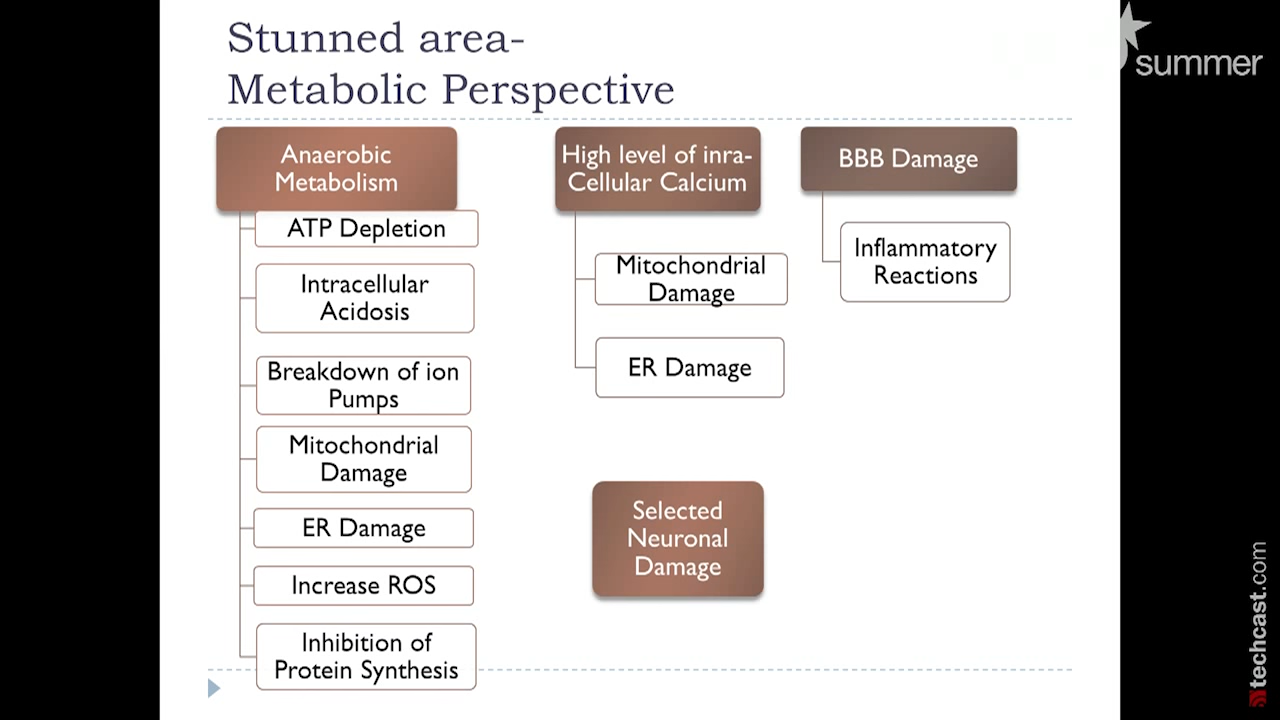 Stunned area-
Metabolic Perspective
summer
Anaerobic
Metabolism
ATP Depletion
Intracellular
Acidosis
Breakdown of ion
Pumps
Mitochondrial
Damage
ER Damage
Increase ROS
Inhibition of
Protein Synthesis
High level of inra-
Cellular Calcium
Mitochondrial
Damage
ER Damage
Selected
Neuronal
Damage
BBB Damage
Inflammatory
Reactions
techcast.com